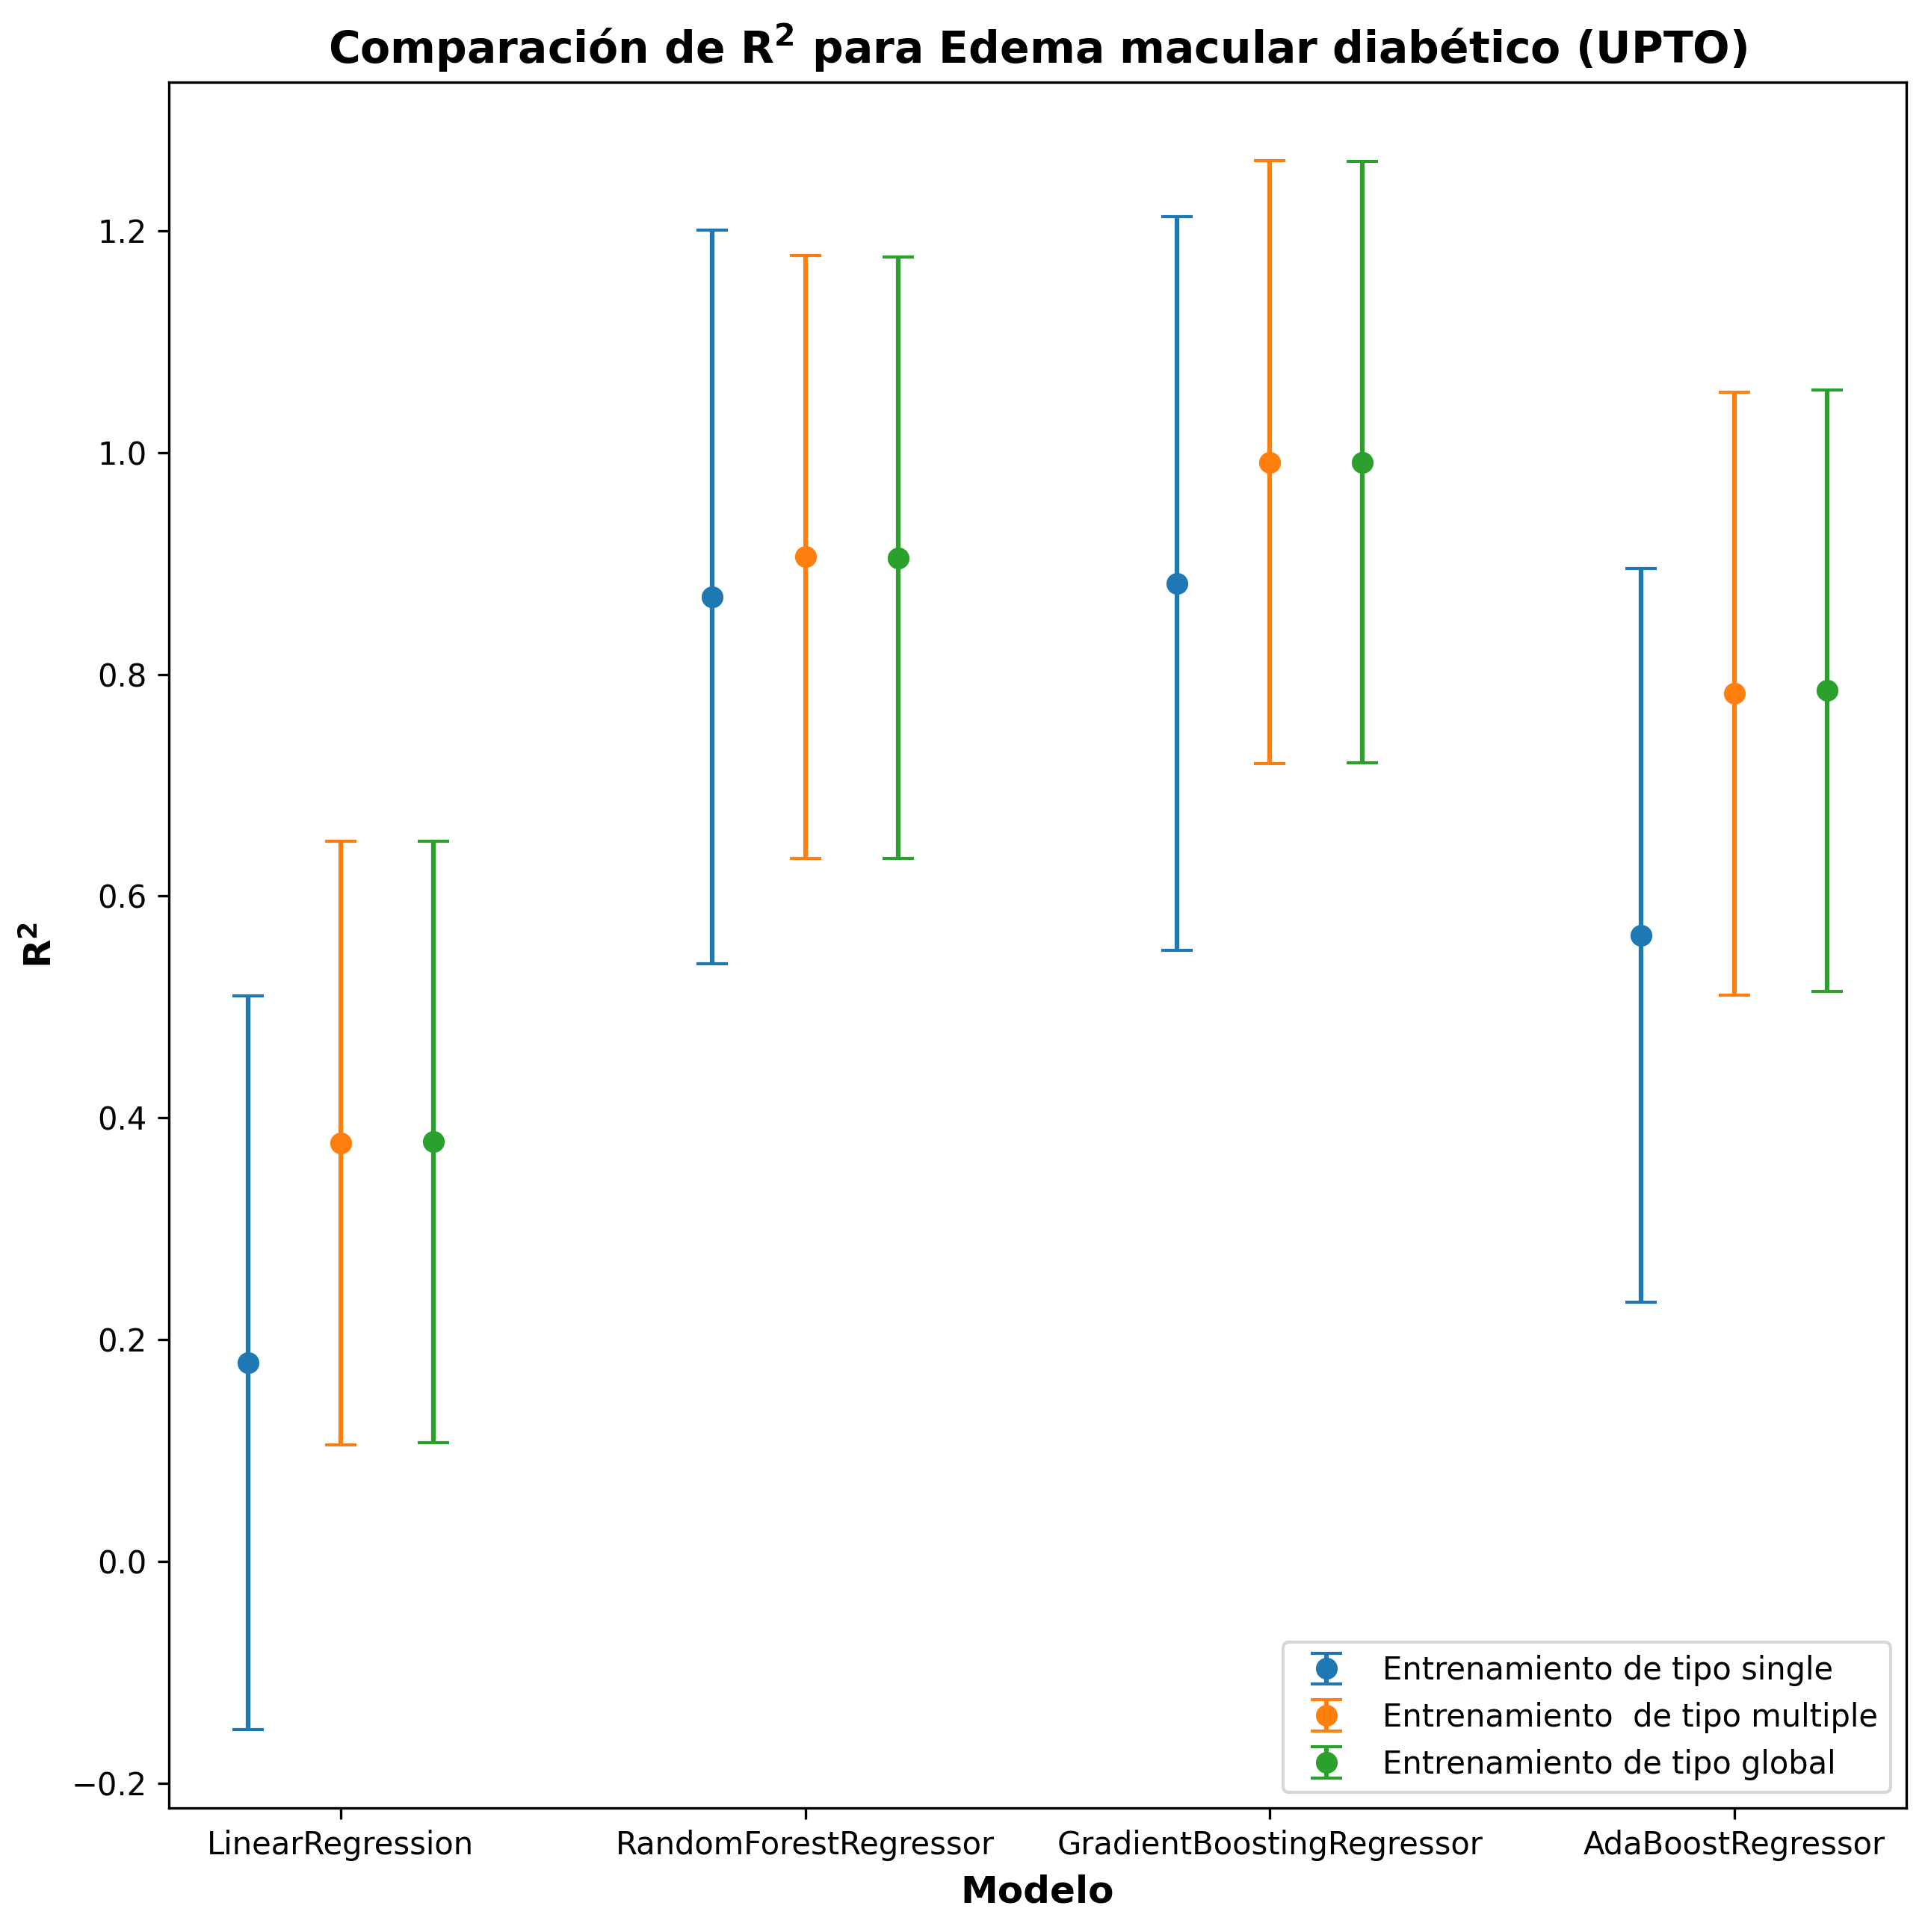 Comparación de R² para Edema macular diabético (UPTO)
R²
1.2
1.0
0.8
0.6
0.4
0.2
0.0
−0.2
Entrenamiento de tipo single
Entrenamiento  de tipo multiple
Entrenamiento de tipo global
LinearRegression
RandomForestRegressor
GradientBoostingRegressor
AdaBoostRegressor
Modelo